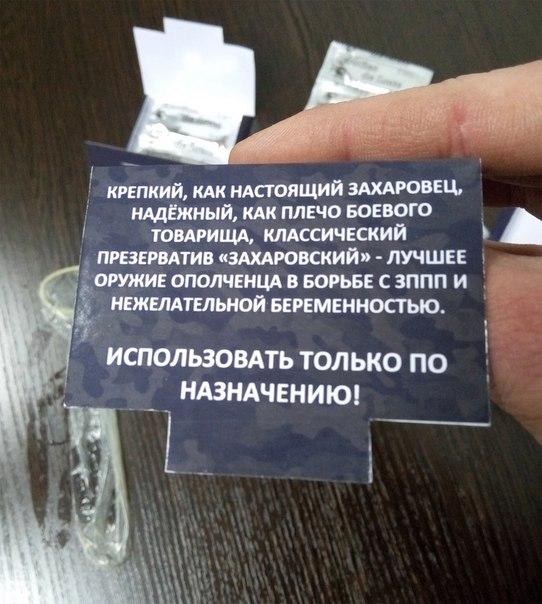 КРЕПКИЙ, КАК НАСТОЯЩИЙ ЗАХАРОВЕЦ,
НАДЁЖНЫЙ, КАК ПЛЕЧО БОЕВОГО
ТОВАРИЩА, КЛАССИЧЕСКИЙ
ПРЕЗЕРВАТИВ «ЗАХАРОВСКИЙ» - ЛУЧШЕЕ
ОРУЖИЕ ОПОЛЧЕНЦА В БОРЬБЕ С ЗППП И
НЕЖЕЛАТЕЛЬНОЙ БЕРЕМЕННОСТЬЮ.
ИСПОЛЬЗОВАТЬ ТОЛЬКО ПО
НАЗНАЧЕНИЮ!